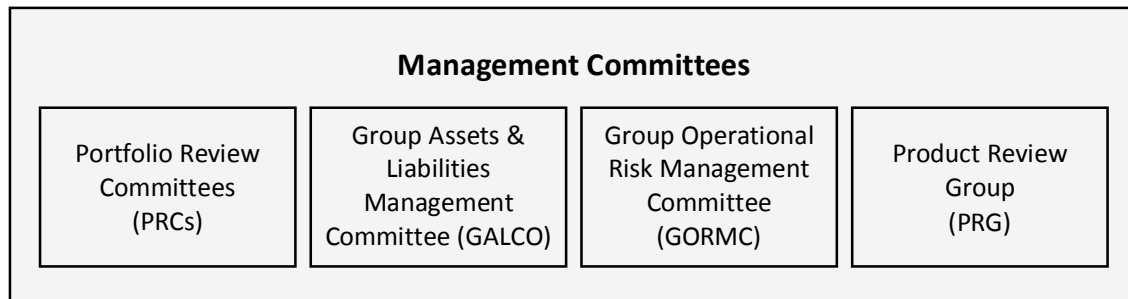 Management Committees
Portfolio Review
Committees
(PRCs)
Group Assets &
Liabilities
Management
Committee (GALCO)
Group Operational
Risk Management
Committee
(GORMC)
Product Review
Group
(PRG)